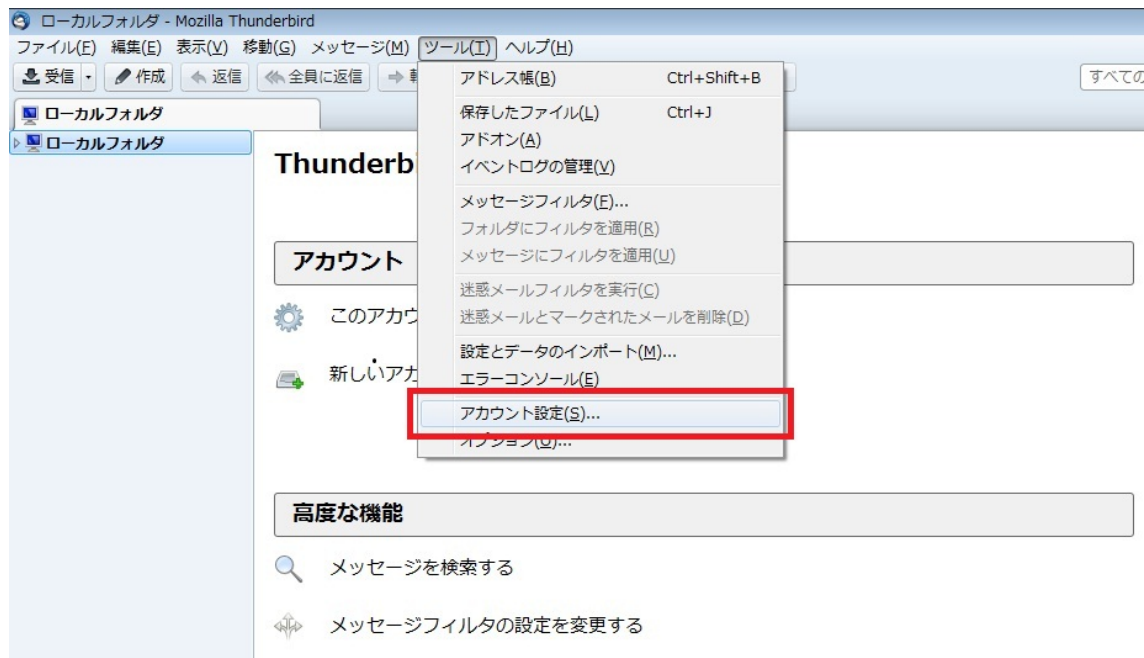 ローカルフォルダ - Mozilla Thunderbird
ファイル(F) 編集(E) 表示(V) 移動(G) メッセージ(M) ツール(T) ヘルプ(H)
受信 作成 返信 全員に返信 すべての
ローカルフォルダ
ローカルフォルダ
Thunderb
アドレス帳(B) Ctrl+Shift+B
保存したファイル(L) Ctrl+J
アドオン(A)
イベントログの管理(V)
メッセージフィルタ(F)...
フォルダにフィルタを適用(R)
メッセージにフィルタを適用(U)
迷惑メールフィルタを実行(C)
迷惑メールとマークされたメールを削除(D)
設定とデータのインポート(M)...
エラーコンソール(E)
アカウント設定(S)...
オプション(O)...
アカウント
このアカウ
新しいアカ
高度な機能
メッセージを検索する
メッセージフィルタの設定を変更する